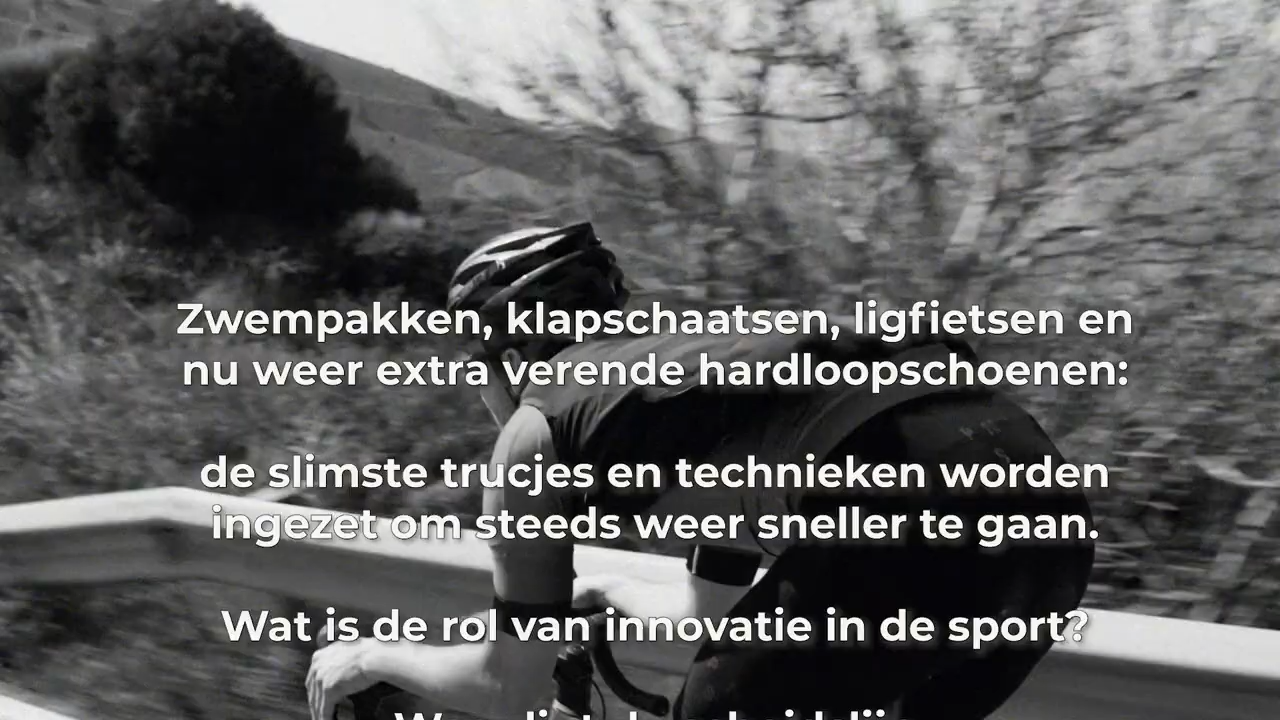 Zwempakken, klapschaatsen, ligfietsen en
nu weer extra verende hardloopschoenen:
de slimste trucjes en technieken worden
ingezet om steeds weer sneller te gaan.
Wat is de rol van innovatie in de sport?